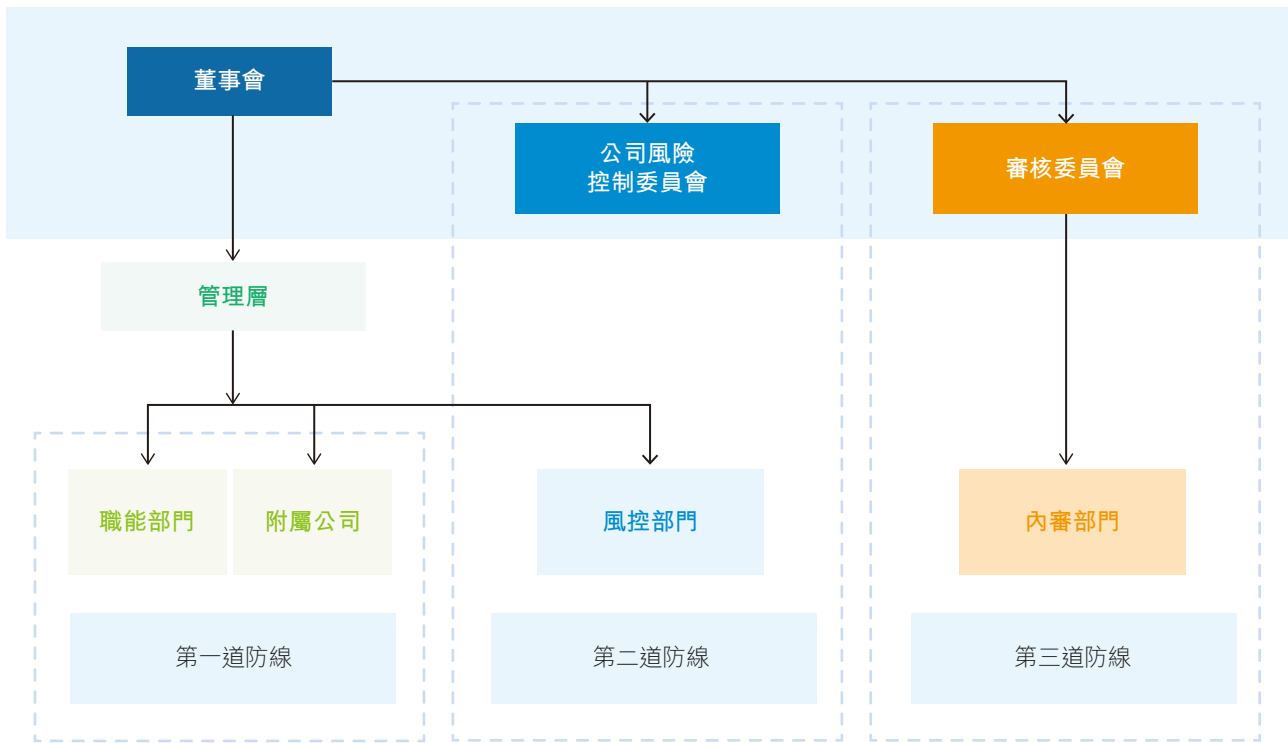 董事會
公司風險
控制委員會
審核委員會
管理層
職能部門
附屬公司
風控部門
內審部門
第一道防線
第二道防線
第三道防線